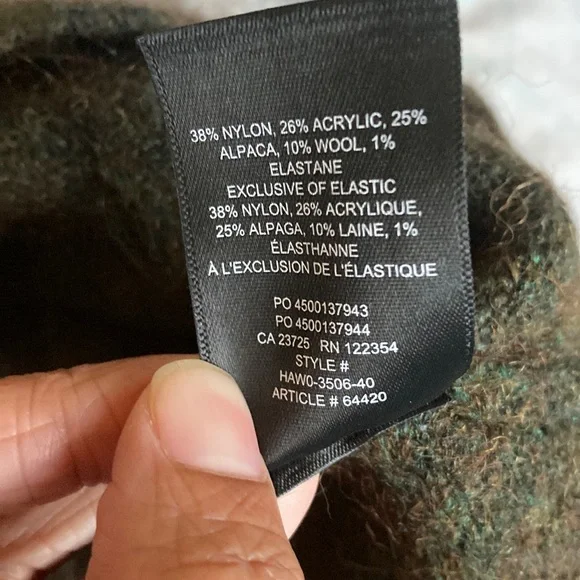 38% NYLON, 26% ACRYLIC, 25%
ALPACA, 10% WOOL, 1%
ELASTANE
EXCLUSIVE OF ELASTIC
38% NYLON, 26% ACRYLIQUE,
25% ALPAGA, 10% LAINE, 1%
ÉLASTHANNE
À L'EXCLUSION DE L'ÉLASTIQUE
PO 4500137943
PO 4500137944
CA 23725 RN 122354
STYLE #
HAW0-3506-40
ARTICLE # 64420